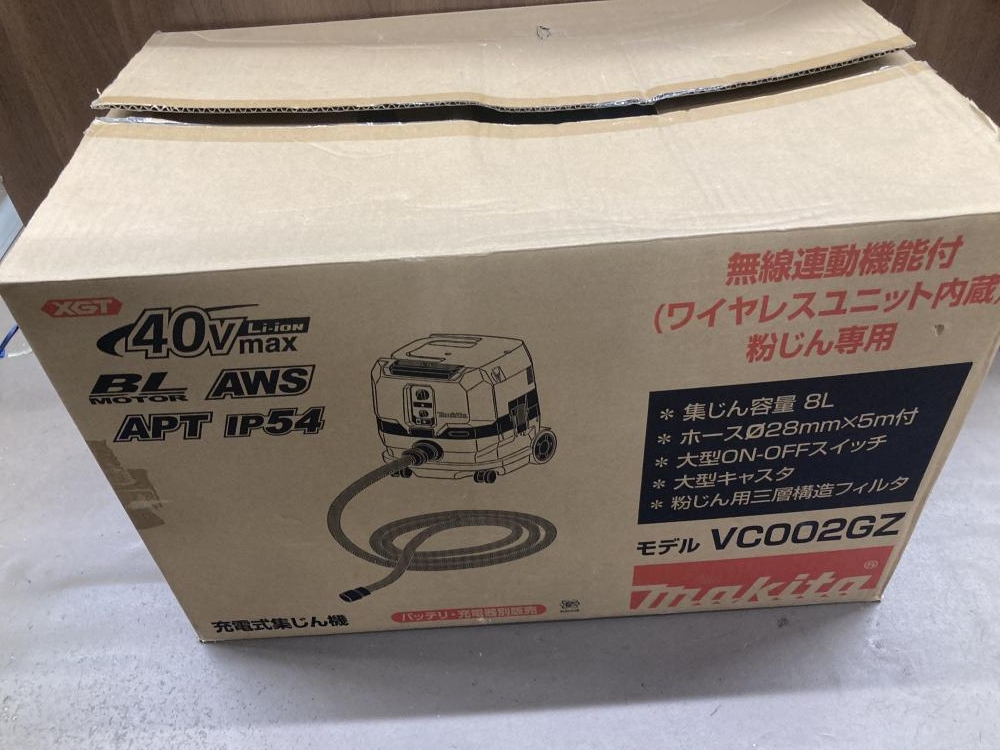 XGT
40Vmax Li-ion
BL MOTOR
AWS
APT IP54
makita
充電式集じん機
バッテリ・充電器別販売
無線連動機能付
(ワイヤレスユニット内蔵)
粉じん専用
* 集じん容量 8L
* ホースØ28mm×5m付
* 大型ON-OFFスイッチ
* 大型キャスタ
* 粉じん用三層構造フィルタ
モデル VC002GZ
makita®